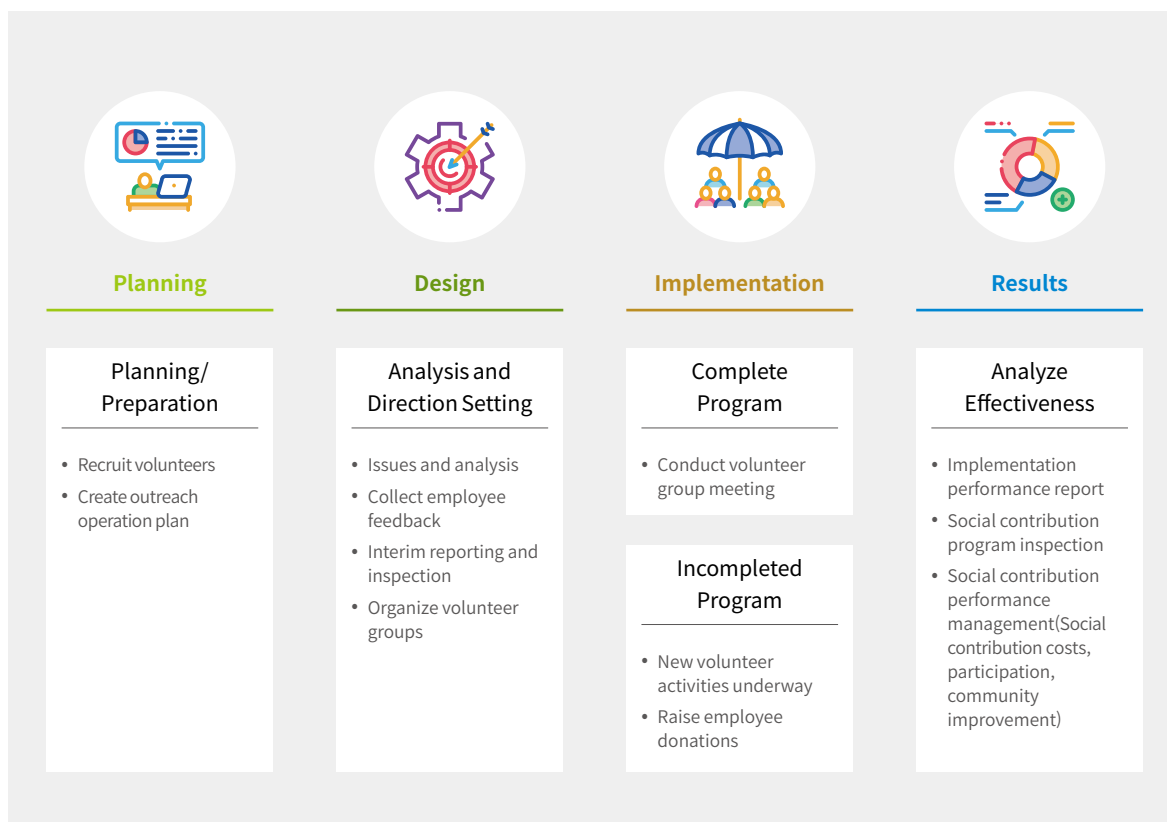 Planning
Planning/
Preparation
• Recruit volunteers
• Create outreach
operation plan
Design
Analysis and
Direction Setting
• Issues and analysis
• Collect employee
feedback
• Interim reporting and
inspection
• Organize volunteer
groups
Implementation
Complete
Program
• Conduct volunteer
group meeting
Incompleted
Program
• New volunteer
activities underway
• Raise employee
donations
Results
Analyze
Effectiveness
• Implementation
performance report
• Social contribution
program inspection
• Social contribution
performance
management(Social
contribution costs,
participation,
community
improvement)